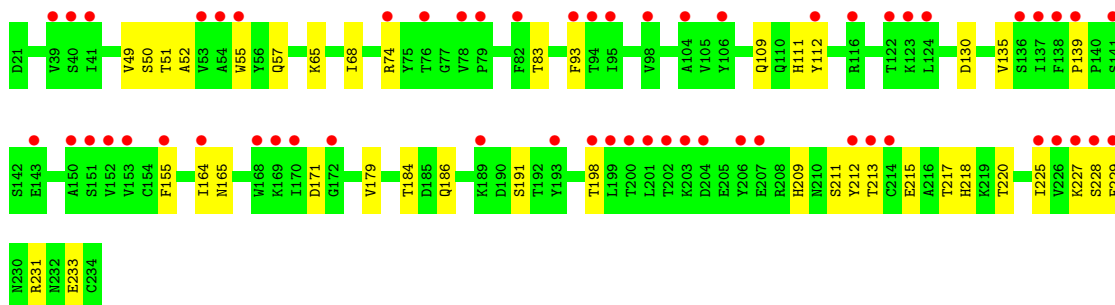 D21 V39 S40 I41 V49 S50 T51 A52 V53 A54 W55 Y56 Q57 K65 I68 R74 Y75 T76 G77 V78 P79 F82 T83 F93 T94 I95 V98 A104 V105 Y106 Q109 Q110 H111 Y112 R116 T122 K123 L124 D130 V135 S136 I137 F138 P139 P140 S141
S142 E143 A150 S151 V152 V153 C154 F155 I164 N165 W168 K169 I170 D171 G172 V179 T184 D185 Q186 K189 D190 S191 T192 Y193 T198 L199 T200 L201 T202 K203 D204 E205 Y206 E207 R208 H209 N210 S211 Y212 T213 C214 E215 A216 T217 H218 K219 T220 I225 V226 K227 S228 F229
N230 R231 N232 E233 C234